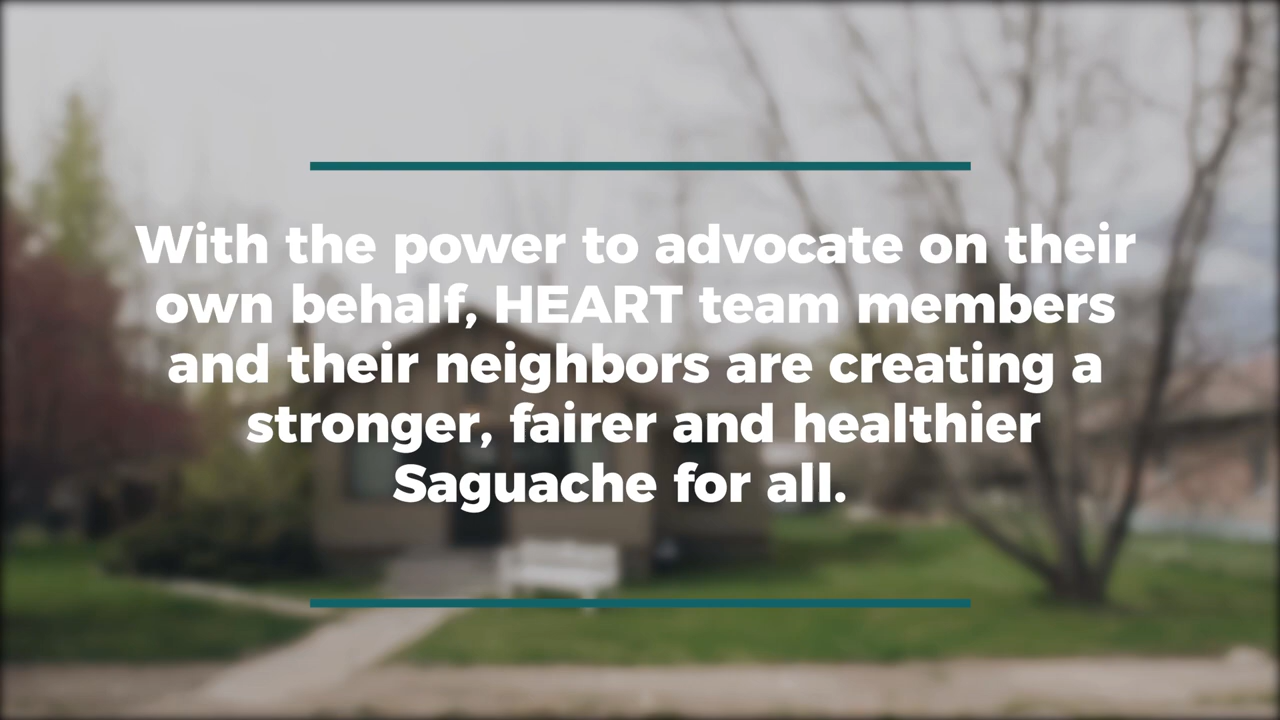 With the power to advocate on their
own behalf, HEART team members
and their neighbors are creating a
stronger, fairer and healthier
Saguache for all.